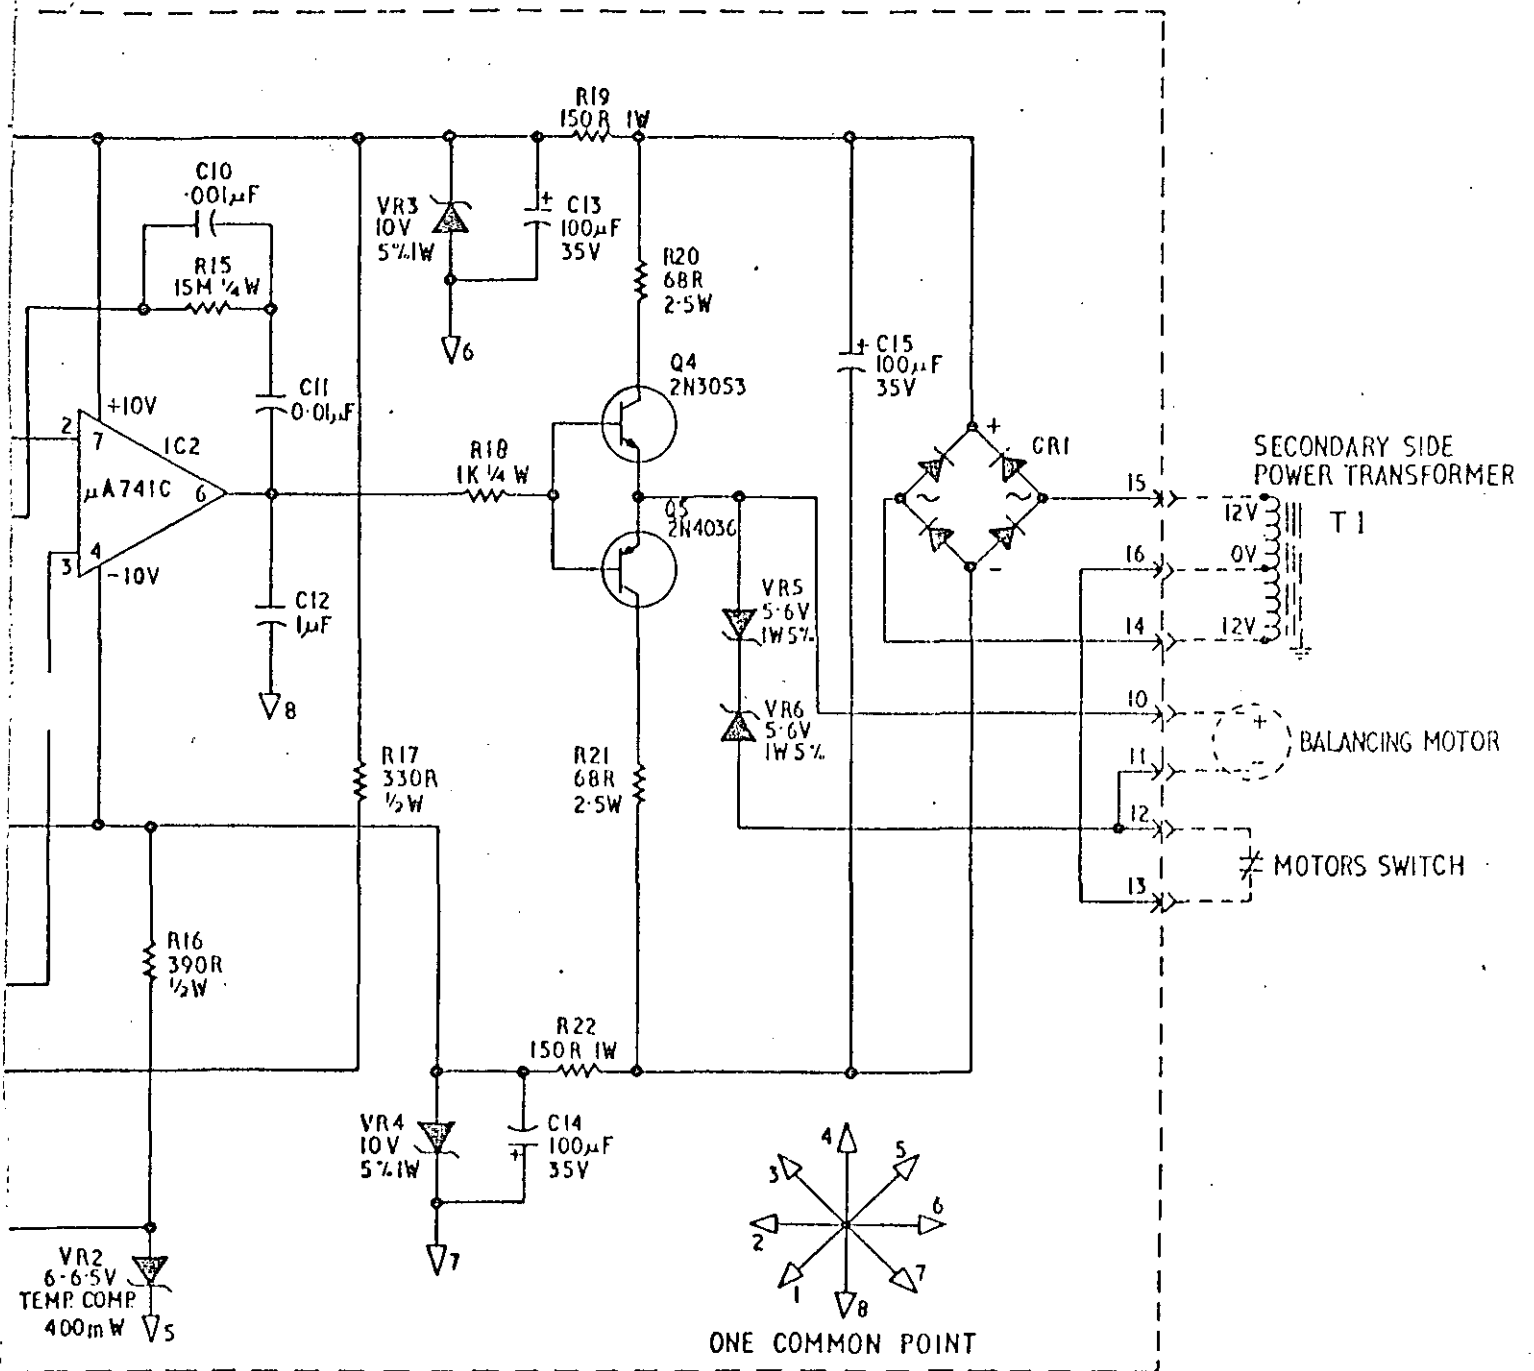 R19
150R 1W
C10
·001µF
R15
15M ¼W
VR3
10V
5% 1W
C13
100µF
35V
6
R20
68R
2·5W
Q4
2N3053
C15
100µF
35V
CR1
+
~
~
-
C11
0·01µF
+10V
2
7
IC2
µA741C
6
4
3
-10V
R18
1K ¼ W
Q5
2N4036
C12
1µF
8
VR5
5·6V
1W 5%
VR6
5·6V
1W 5%
R17
330R
½W
R21
68R
2·5W
15
16
14
10
11
12
13
SECONDARY SIDE
POWER TRANSFORMER
T1
12V
0V
12V
+
-
BALANCING MOTOR
MOTORS SWITCH
R16
390R
½W
R22
150R 1W
VR4
10V
5% 1W
C14
100µF
35V
7
VR2
6-6·5V
TEMP. COMP.
400mW
5
4
3
5
2
6
1
7
8
ONE COMMON POINT